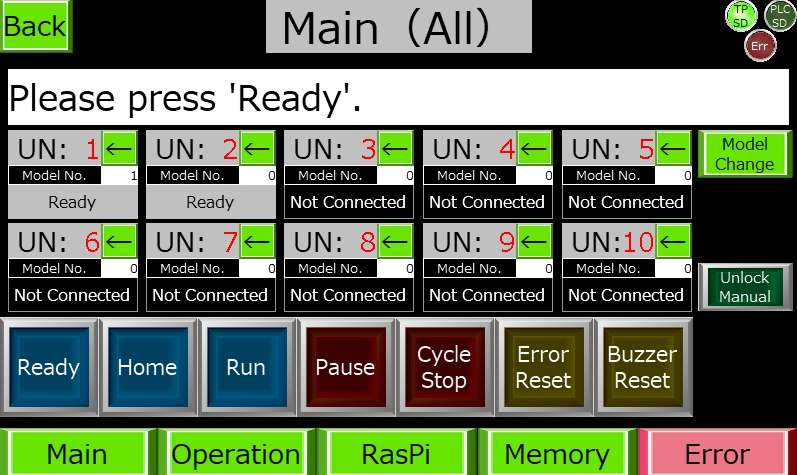 Back
Main (All)
TP
SD
PLC
SD
Err
Please press 'Ready'.
UN: 1 ← UN: 2 ← UN: 3 ← UN: 4 ← UN: 5 ←
Model No. 1 Model No. 0 Model No. 0 Model No. 0 Model No. 0
Ready Ready Not Connected Not Connected Not Connected
Model
Change
UN: 6 ← UN: 7 ← UN: 8 ← UN: 9 ← UN:10 ←
Model No. 0 Model No. 0 Model No. 0 Model No. 0 Model No. 0
Not Connected Not Connected Not Connected Not Connected Not Connected
Unlock
Manual
Ready
Home
Run
Pause
Cycle
Stop
Error
Reset
Buzzer
Reset
Main
Operation
RasPi
Memory
Error